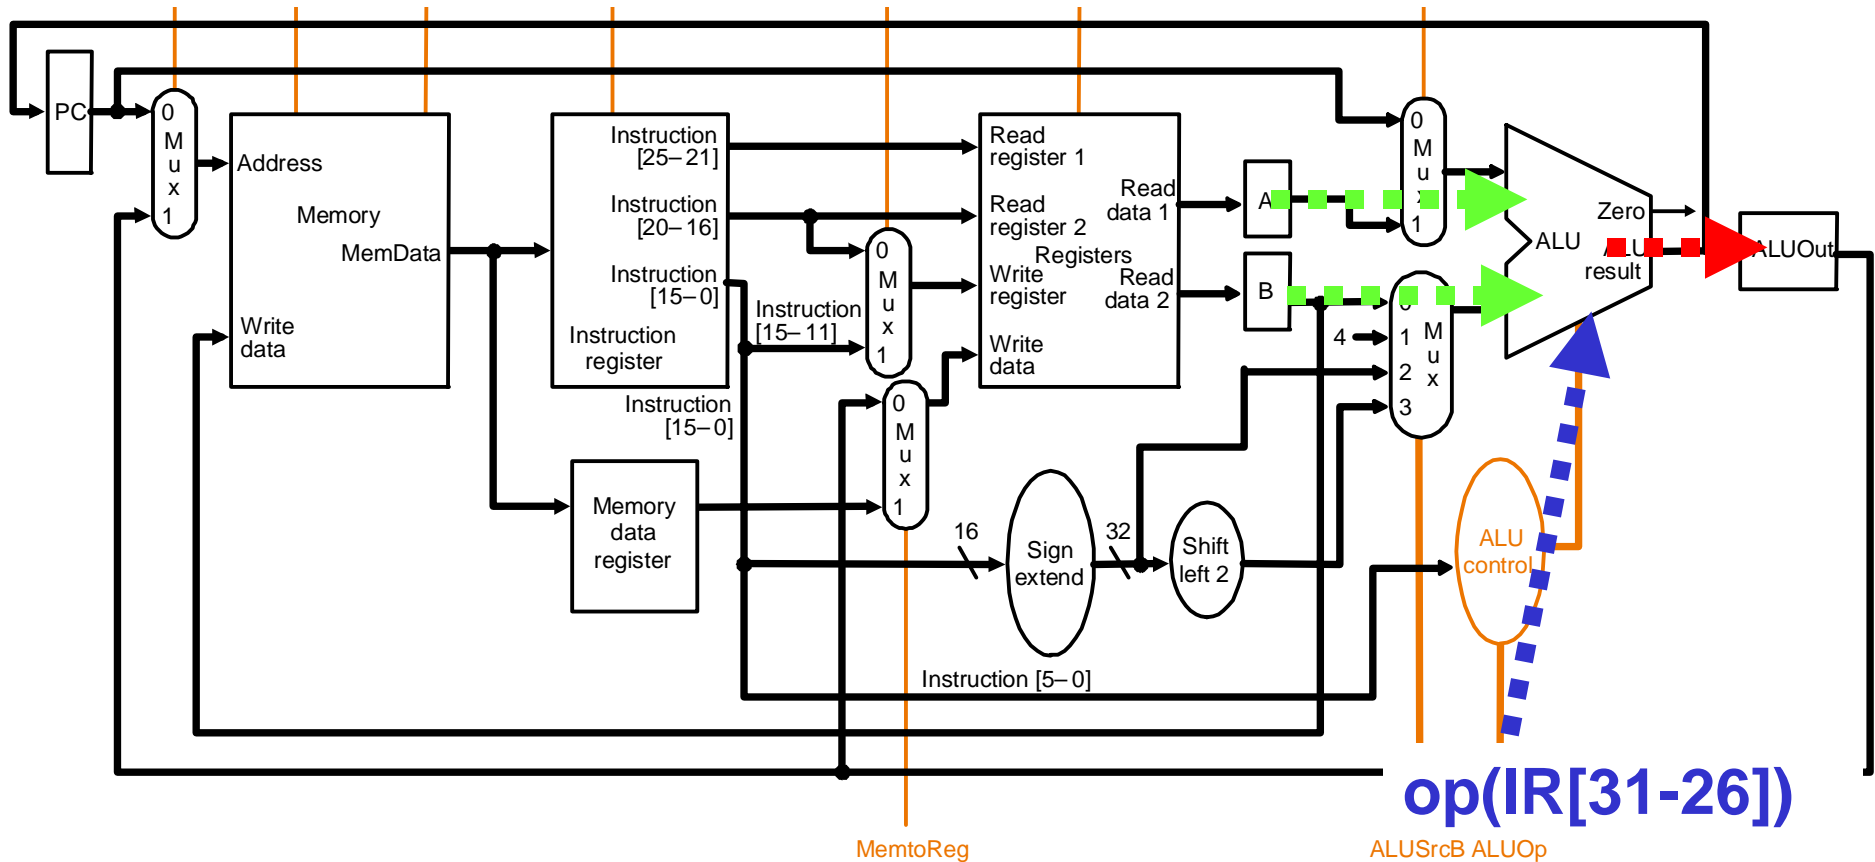 PC
0
M
u
x
1
Address
Memory
MemData
Write
data
Instruction
[25–21]
Instruction
[20–16]
Instruction
[15–0]
Instruction
register
Instruction
[15–11]
Instruction
[15–0]
Memory
data
register
0
M
u
x
1
0
M
u
x
1
Read
register 1
Read
register 2
Registers
Write
register
Write
data
Read
data 1
Read
data 2
16
Sign
extend
32
Shift
left 2
A
B
4
0
M
u
x
1
0
1
2
3
M
u
x
Zero
ALU
ALU
result
ALUOut
ALU
control
Instruction [5–0]
op(IR[31-26])
MemtoReg
ALUSrcB ALUOp